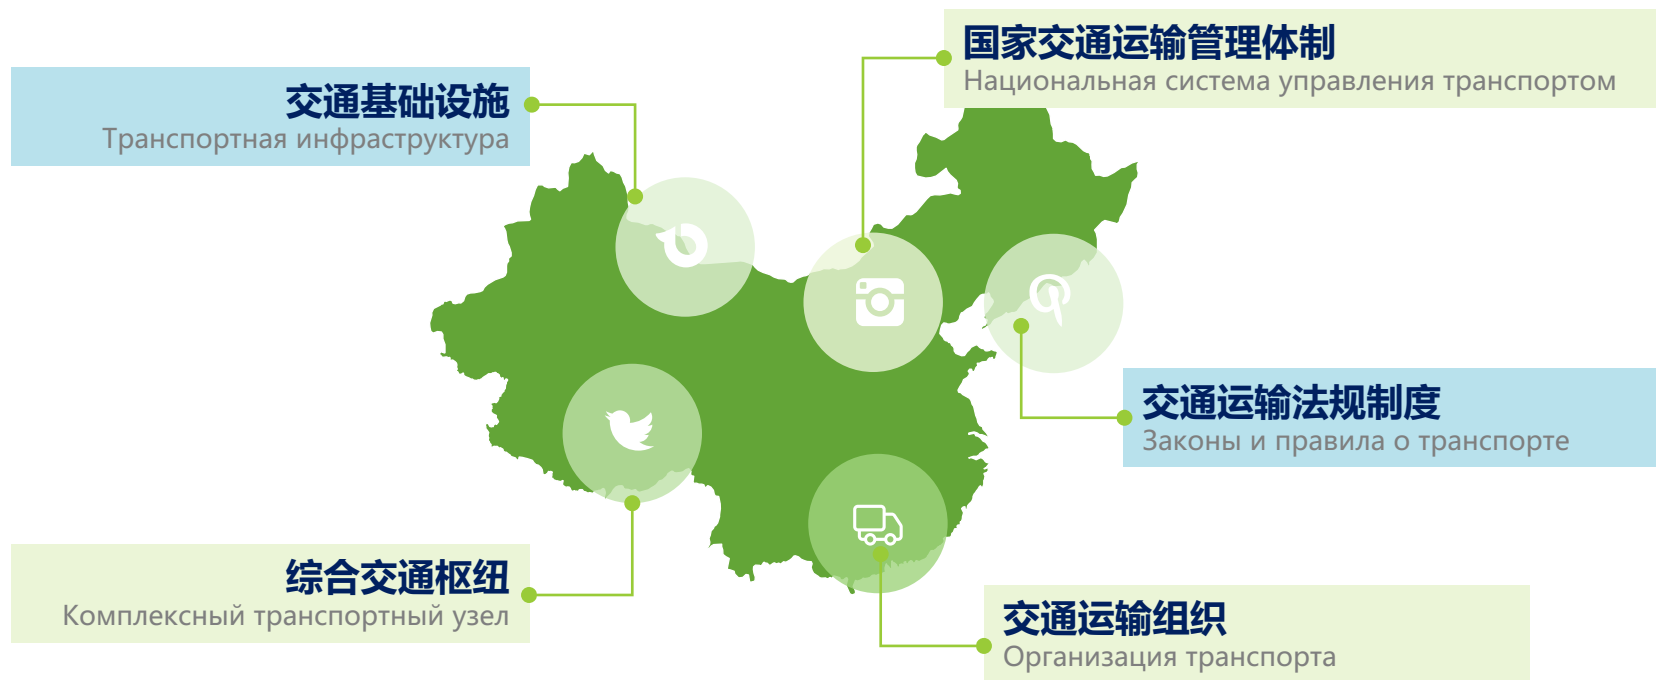 国家交通运输管理体制
Национальная система управления транспортом
交通基础设施
Транспортная инфраструктура
交通运输法规制度
Законы и правила о транспорте
综合交通枢纽
Комплексный транспортный узел
交通运输组织
Организация транспорта